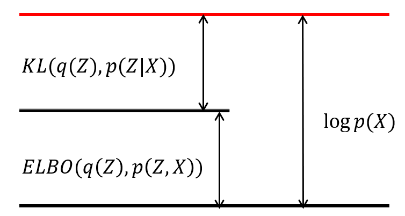 KL(q(Z), p(Z|X))
log p(X)
ELBO(q(Z), p(Z, X))